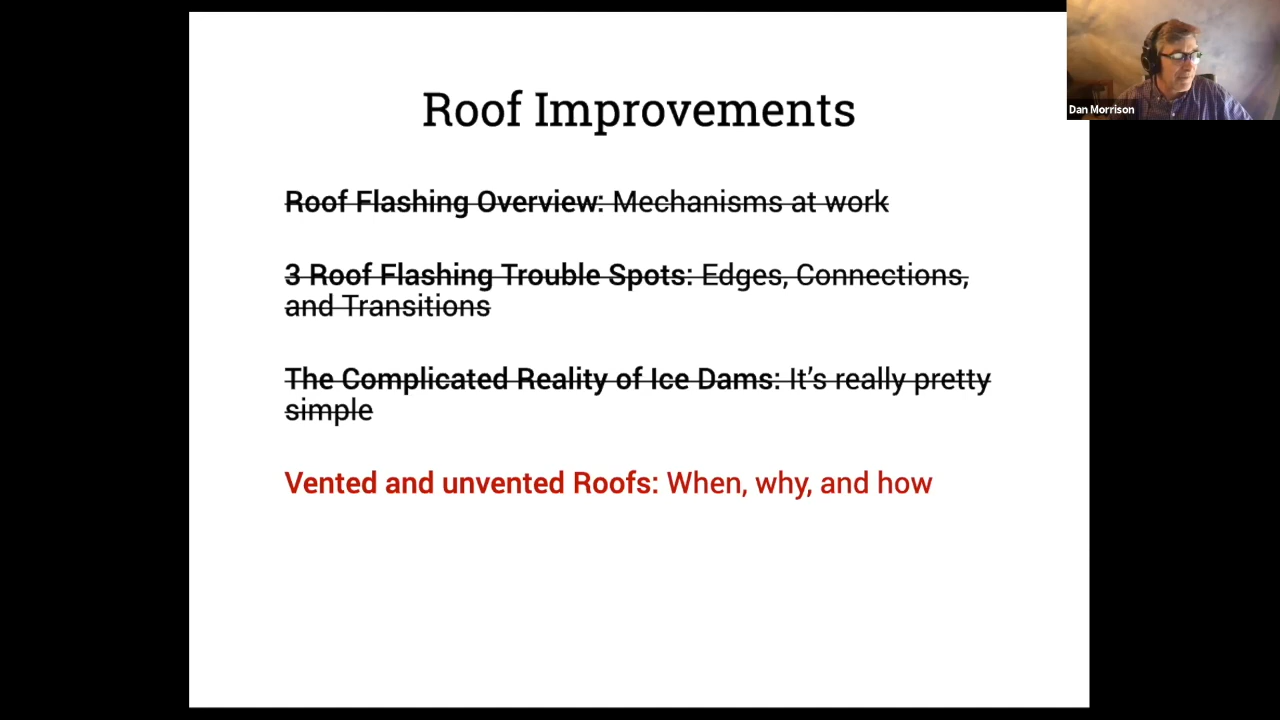 Roof Improvements
Dan Morrison
Roof Flashing Overview: Mechanisms at work
3 Roof Flashing Trouble Spots: Edges, Connections,
and Transitions
The Complicated Reality of Ice Dams: It’s really pretty
simple
Vented and unvented Roofs: When, why, and how